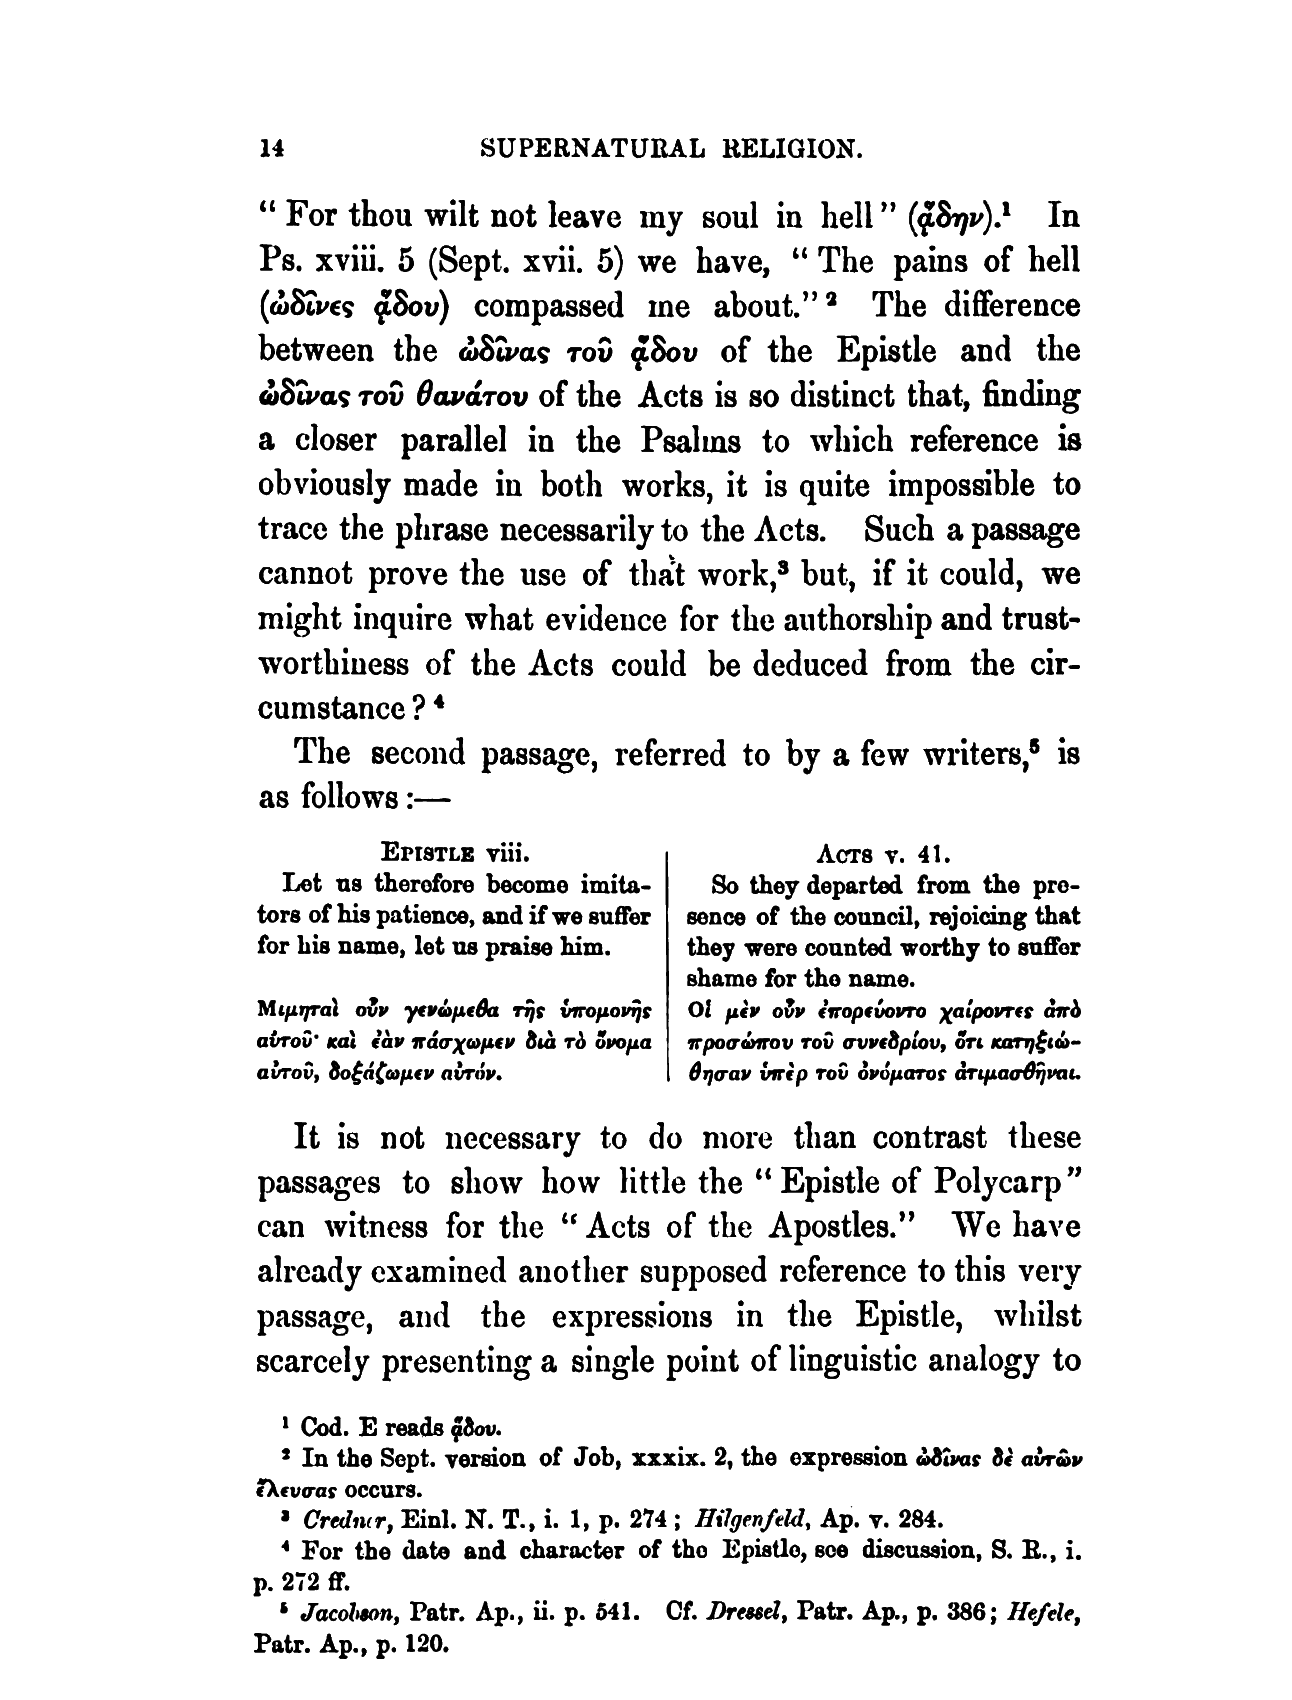 14 SUPERNATURAL RELIGION.
“For thou wilt not leave my soul in hell” (ᾅδην).¹ In
Ps. xviii. 5 (Sept. xvii. 5) we have, “The pains of hell
(ὠδῖνες ᾅδου) compassed me about.”² The difference
between the ὠδῖνας τοῦ ᾅδου of the Epistle and the
ὠδῖνας τοῦ θανάτου of the Acts is so distinct that, finding
a closer parallel in the Psalms to which reference is
obviously made in both works, it is quite impossible to
trace the phrase necessarily to the Acts. Such a passage
cannot prove the use of that work,³ but, if it could, we
might inquire what evidence for the authorship and trust-
worthiness of the Acts could be deduced from the cir-
cumstance?⁴
The second passage, referred to by a few writers,⁵ is
as follows:—
EPISTLE viii.
Let us therefore become imita-
tors of his patience, and if we suffer
for his name, let us praise him.
Μιμηταὶ οὖν γενώμεθα τῆς ὑπομονῆς
αὐτοῦ· καὶ ἐὰν πάσχωμεν διὰ τὸ ὄνομα
αὐτοῦ, δοξάζωμεν αὐτόν.
ACTS v. 41.
So they departed from the pre-
sence of the council, rejoicing that
they were counted worthy to suffer
shame for the name.
Οἱ μὲν οὖν ἐπορεύοντο χαίροντες ἀπὸ
προσώπου τοῦ συνεδρίου, ὅτι κατηξιώ-
θησαν ὑπὲρ τοῦ ὀνόματος ἀτιμασθῆναι.
It is not necessary to do more than contrast these
passages to show how little the “Epistle of Polycarp”
can witness for the “Acts of the Apostles.” We have
already examined another supposed reference to this very
passage, and the expressions in the Epistle, whilst
scarcely presenting a single point of linguistic analogy to
¹ Cod. E reads ᾅδου.
² In the Sept. version of Job, xxxix. 2, the expression ὠδῖνας δὲ αὐτῶν
ἔλυσας occurs.
³ Credner, Einl. N. T., i. 1, p. 274; Hilgenfeld, Ap. v. 284.
⁴ For the date and character of the Epistle, see discussion, S. R., i.
p. 272 ff.
⁵ Jacobson, Patr. Ap., ii. p. 541. Cf. Dressel, Patr. Ap., p. 386; Hefele,
Patr. Ap., p. 120.